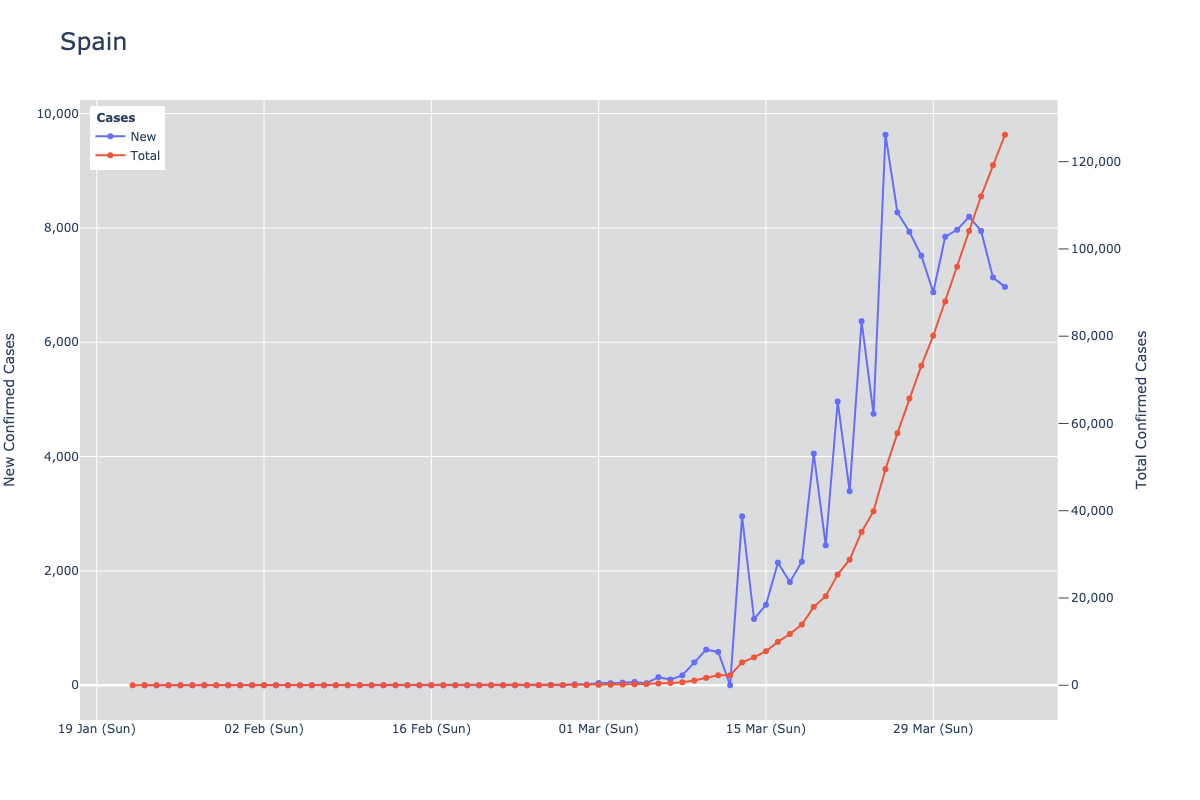 Spain
Cases
New
Total
10,000
8,000
6,000
4,000
2,000
0
New Confirmed Cases
120,000
100,000
80,000
60,000
40,000
20,000
0
Total Confirmed Cases
19 Jan (Sun) 02 Feb (Sun) 16 Feb (Sun) 01 Mar (Sun) 15 Mar (Sun) 29 Mar (Sun)